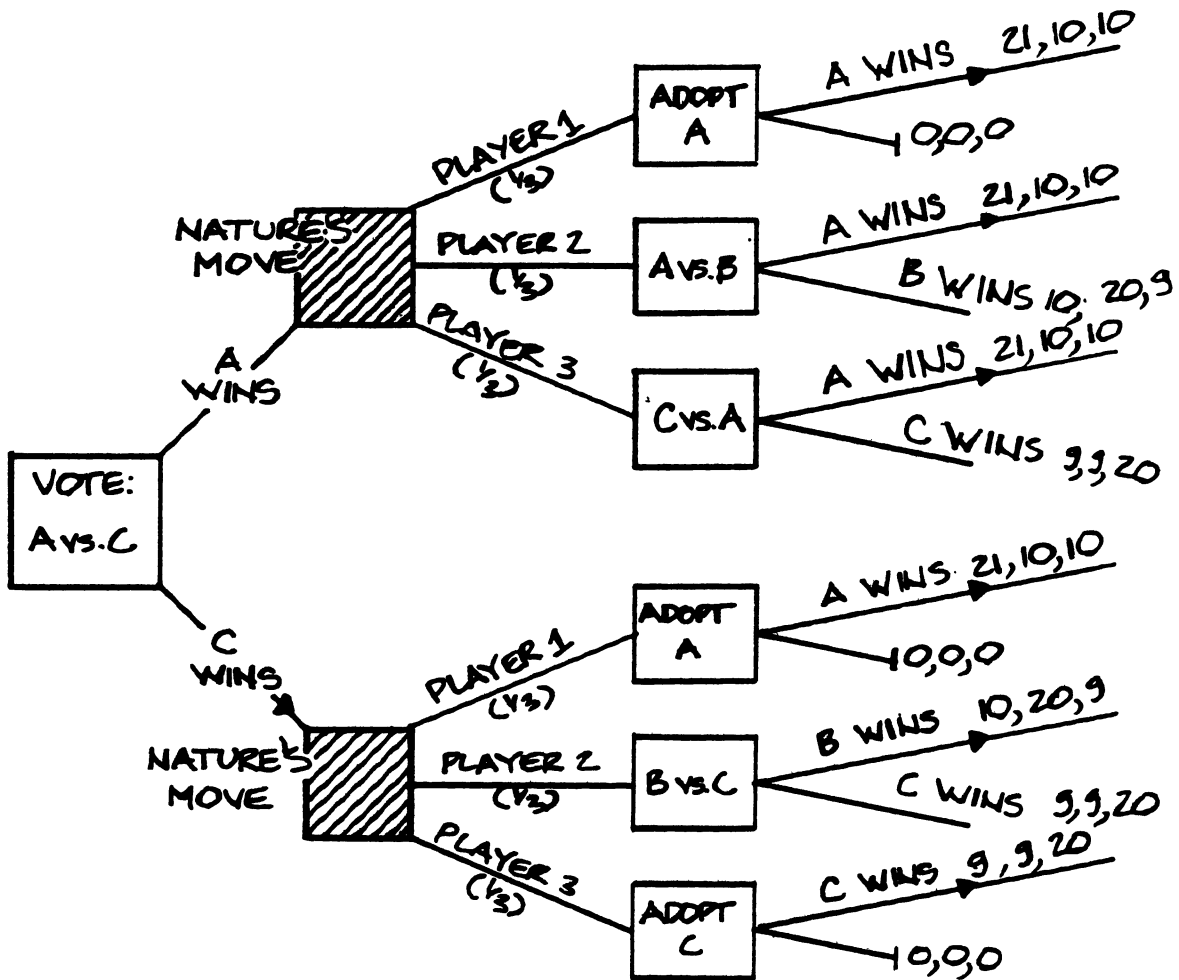 ADOPT
A
A WINS 21,10,10
0,0,0
PLAYER 1
(1/3)
NATURE'S
MOVE
PLAYER 2
(1/3)
A vs. B
A WINS 21,10,10
B WINS 10, 20,9
PLAYER 3
(1/3)
C vs. A
A WINS 21,10,10
C WINS 9,9,20
A
WINS
VOTE:
A vs. C
C
WINS
ADOPT
A
A WINS 21,10,10
0,0,0
PLAYER 1
(1/3)
NATURE'S
MOVE
PLAYER 2
(1/3)
B vs. C
B WINS 10,20,9
C WINS 9,9,20
PLAYER 3
(1/3)
ADOPT
C
C WINS 9,9,20
0,0,0